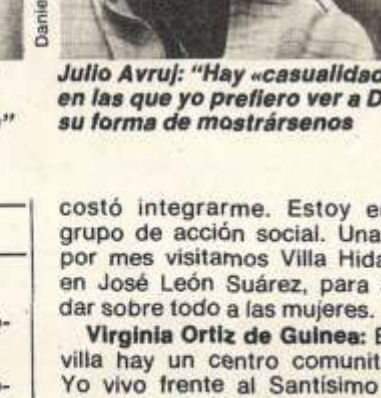 Danie
Julio Avruj: "Hay «casualidad
en las que yo prefiero ver a D
su forma de mostrársenos
"
costó integrarme. Estoy e
grupo de acción social. Una
por mes visitamos Villa Hida
en José León Suárez, para
dar sobre todo a las mujeres.
Virginia Ortiz de Guinea: E
villa hay un centro comunit
Yo vivo frente al Santísimo